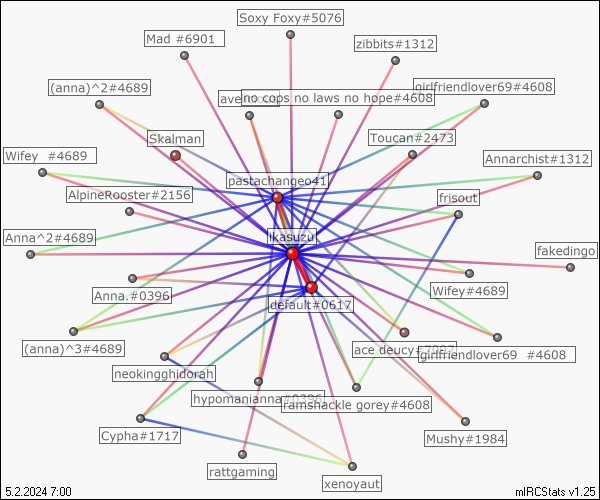 Soxy Foxy#5076
Mad #6901
zibbits#1312
(anna)^2#4689
girlfriendlover69#4608
no cops no laws no hope#4608
Skalman
Toucan#2473
Wifey #4689
Annarchist#1312
pastachangeo41
AlpineRooster#2156
frisout
Anna^2#4689
ikasuzu
fakedingo
Anna.#0396
Wifey#4689
default#0617
(anna)^3#4689
ace deucy#7997
girlfriendlover69 #4608
neokingghidorah
hypomanianna#0396
ramshackle gorey#4608
Cypha#1717
Mushy#1984
rattgaming
xenoyaut
5.2.2024 7:00
mIRCStats v1.25